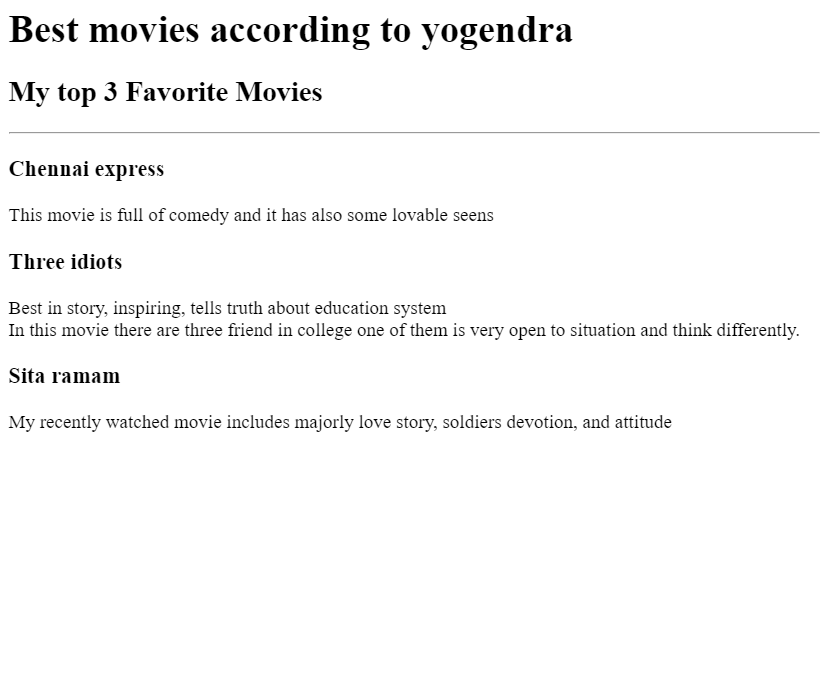 Best movies according to yogendra
My top 3 Favorite Movies
Chennai express
This movie is full of comedy and it has also some lovable seens
Three idiots
Best in story, inspiring, tells truth about education system
In this movie there are three friend in college one of them is very open to situation and think differently.
Sita ramam
My recently watched movie includes majorly love story, soldiers devotion, and attitude